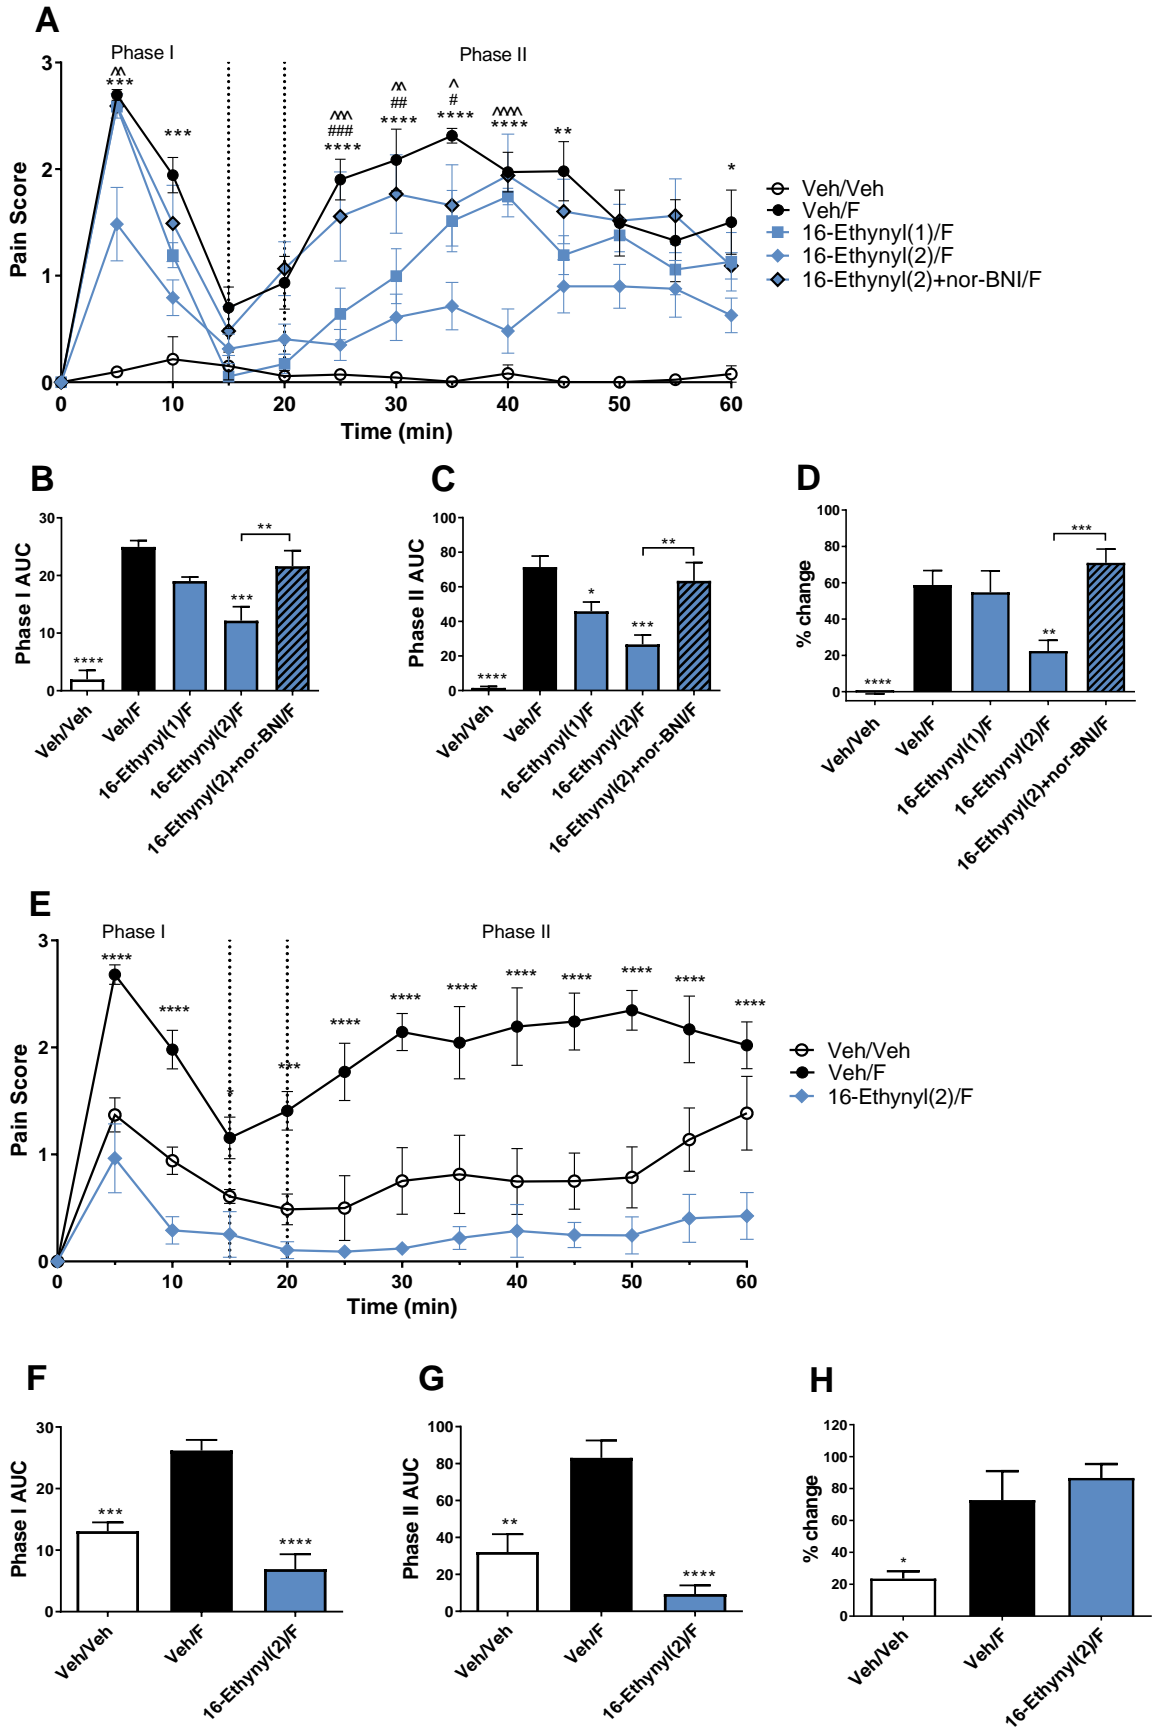 A
Phase I
Phase II
^^
***
***
^^^
###
****
^^
##
****
^
#
****
^^^^
****
**
*
3
2
1
0
Pain Score
0 10 20 30 40 50 60
Time (min)
Veh/Veh
Veh/F
16-Ethynyl(1)/F
16-Ethynyl(2)/F
16-Ethynyl(2)+nor-BNI/F
B
Phase I AUC
30
20
10
0
****
***
**
Veh/Veh
Veh/F
16-Ethynyl(1)/F
16-Ethynyl(2)/F
16-Ethynyl(2)+nor-BNI/F
C
Phase II AUC
100
80
60
40
20
0
****
*
***
**
Veh/Veh
Veh/F
16-Ethynyl(1)/F
16-Ethynyl(2)/F
16-Ethynyl(2)+nor-BNI/F
D
% change
100
80
60
40
20
0
****
**
***
Veh/Veh
Veh/F
16-Ethynyl(1)/F
16-Ethynyl(2)/F
16-Ethynyl(2)+nor-BNI/F
E
Phase I
Phase II
****
****
*
***
****
****
****
****
****
****
****
****
3
2
1
0
Pain Score
0 10 20 30 40 50 60
Time (min)
Veh/Veh
Veh/F
16-Ethynyl(2)/F
F
Phase I AUC
30
20
10
0
***
****
Veh/Veh
Veh/F
16-Ethynyl(2)/F
G
Phase II AUC
100
80
60
40
20
0
**
****
Veh/Veh
Veh/F
16-Ethynyl(2)/F
H
% change
120
100
80
60
40
20
0
*
Veh/Veh
Veh/F
16-Ethynyl(2)/F